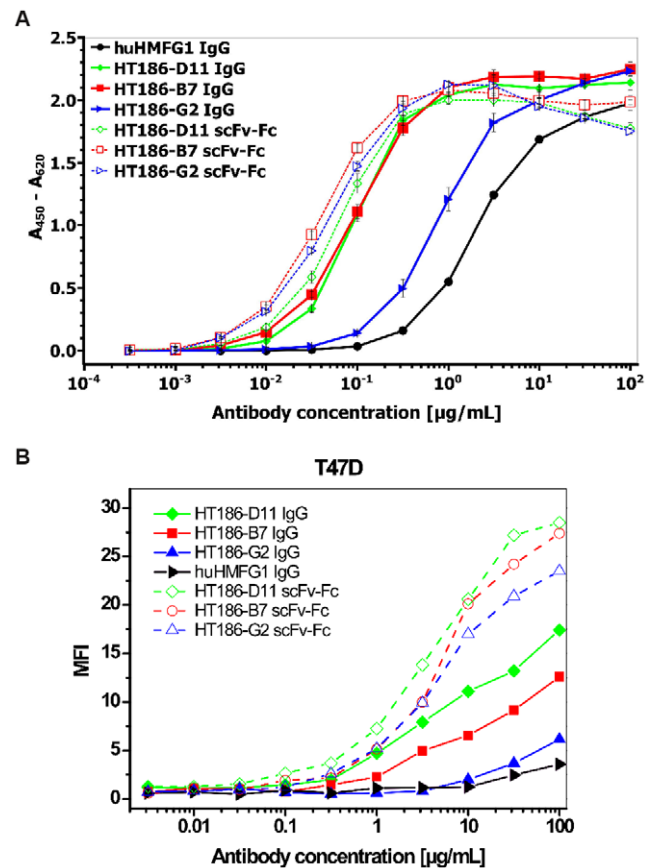 A
huHMFG1 IgG
HT186-D11 IgG
HT186-B7 IgG
HT186-G2 IgG
HT186-D11 scFv-Fc
HT186-B7 scFv-Fc
HT186-G2 scFv-Fc
2.5
2.0
1.5
1.0
0.5
0.0
A450 - A620
10-4 10-3 10-2 10-1 100 101 102
Antibody concentration [µg/mL]
B
T47D
HT186-D11 IgG
HT186-B7 IgG
HT186-G2 IgG
huHMFG1 IgG
HT186-D11 scFv-Fc
HT186-B7 scFv-Fc
HT186-G2 scFv-Fc
30
25
20
15
10
5
0
MFI
0.01 0.1 1 10 100
Antibody concentration [µg/mL]